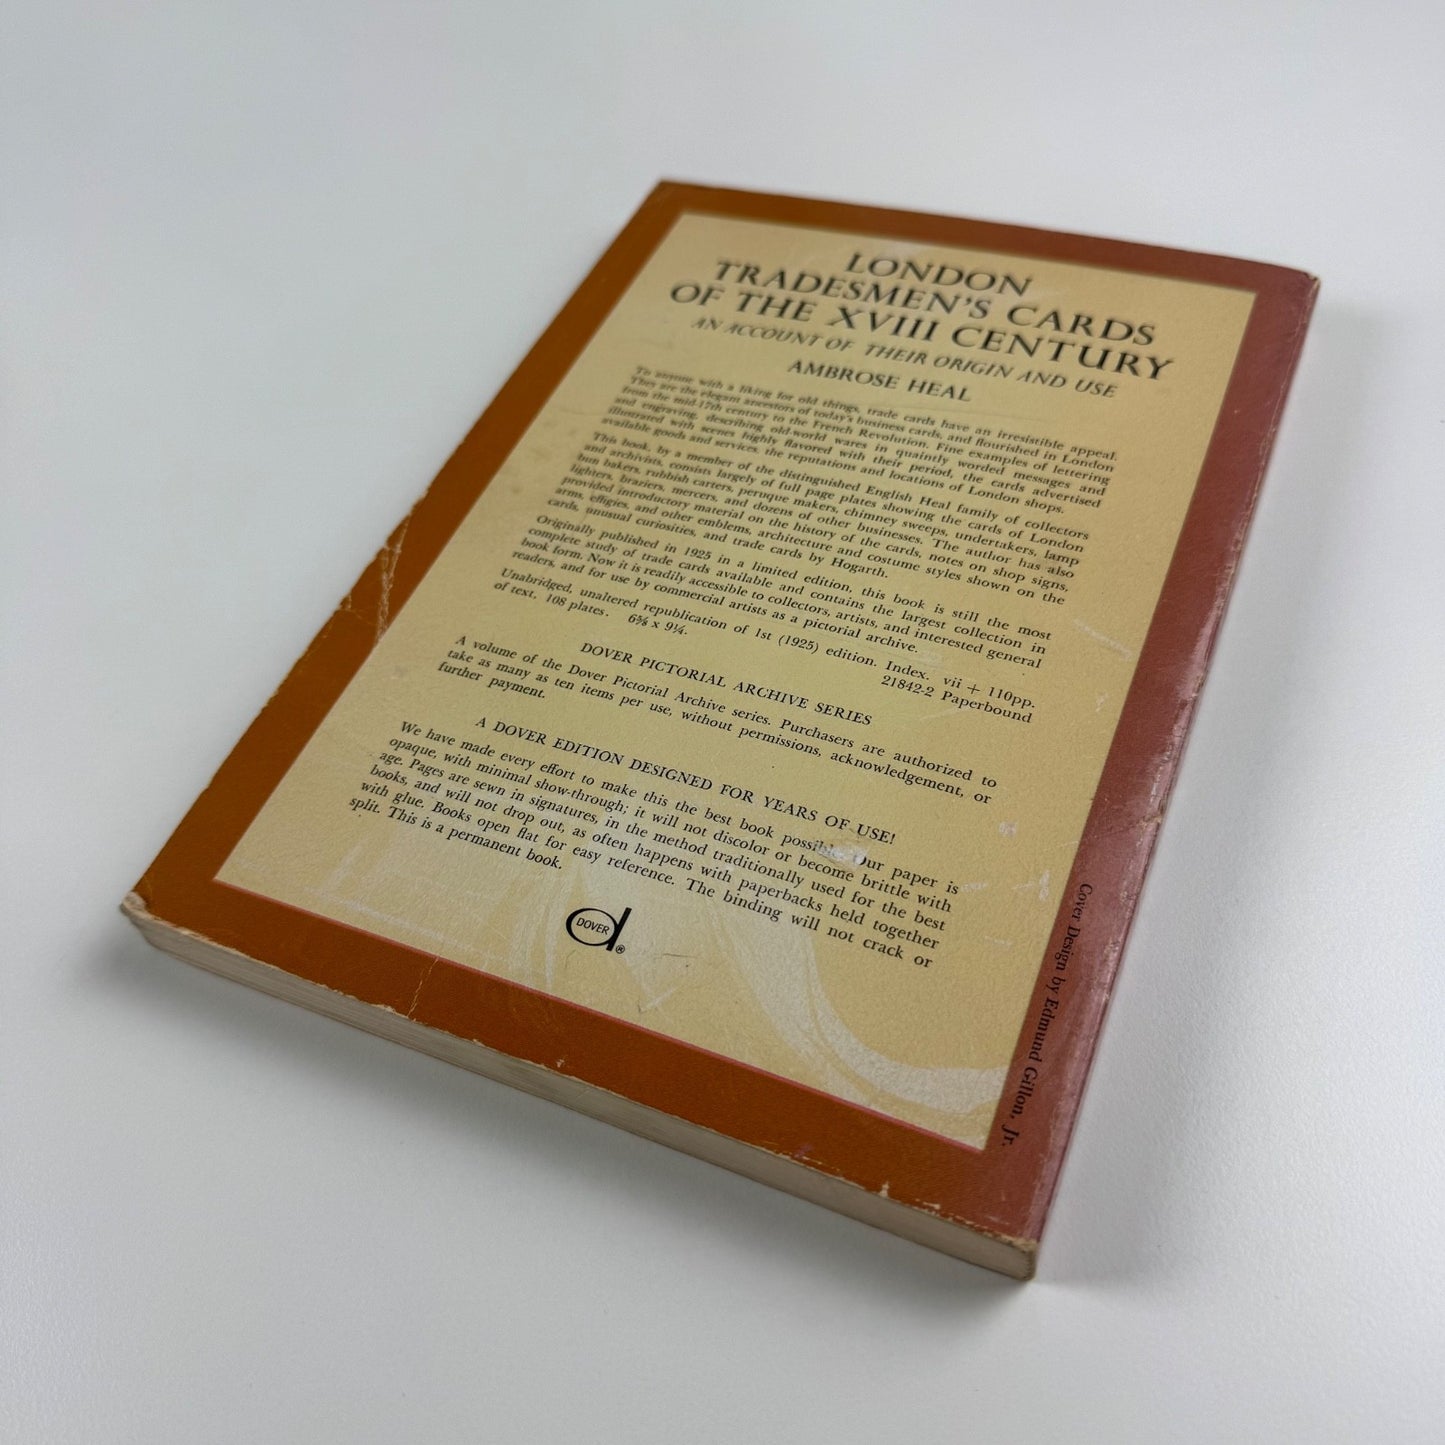 LONDON
TRADESMEN'S CARDS
OF THE XVIII CENTURY
AN ACCOUNT OF THEIR ORIGIN AND USE
AMBROSE HEAL
To anyone with a liking for old things, trade cards have an irresistible appeal.
They are the elegant ancestors of today's business cards, and flourished in London
from the mid-17th century to the French Revolution. Fine examples of lettering
and engraving, describing old-world wares in quaintly worded messages and
illustrated with scenes highly flavored with their period, the cards advertised
available goods and services, the reputations and locations of London shops.
This book, by a member of the distinguished English Heal family of collectors
and archivists, consists largely of full page plates showing the cards of London
bun bakers, rubbish carters, peruque makers, chimney sweeps, undertakers, lamp
lighters, braziers, mercers, and dozens of other businesses. The author has also
provided introductory material on the history of the cards, notes on shop signs,
arms, effigies, and other emblems, architecture and costume styles shown on the
cards, unusual curiosities, and trade cards by Hogarth.
Originally published in 1925 in a limited edition, this book is still the most
complete study of trade cards available and contains the largest collection in
book form. Now it is readily accessible to collectors, artists, and interested general
readers, and for use by commercial artists as a pictorial archive.
Unabridged, unaltered republication of 1st (1925) edition. Index. vii + 110pp.
of text. 108 plates. 6⅝ x 9¼. 21842-2 Paperbound
DOVER PICTORIAL ARCHIVE SERIES
A volume of the Dover Pictorial Archive series. Purchasers are authorized to
take as many as ten items per use, without permissions, acknowledgement, or
further payment.
A DOVER EDITION DESIGNED FOR YEARS OF USE!
We have made every effort to make this the best book possible. Our paper is
opaque, with minimal show-through; it will not discolor or become brittle with
age. Pages are sewn in signatures, in the method traditionally used for the best
books, and will not drop out, as often happens with paperbacks held together
with glue. Books open flat for easy reference. The binding will not crack or
split. This is a permanent book.
d DOVER ®
Cover Design by Edmund Gillon, Jr.